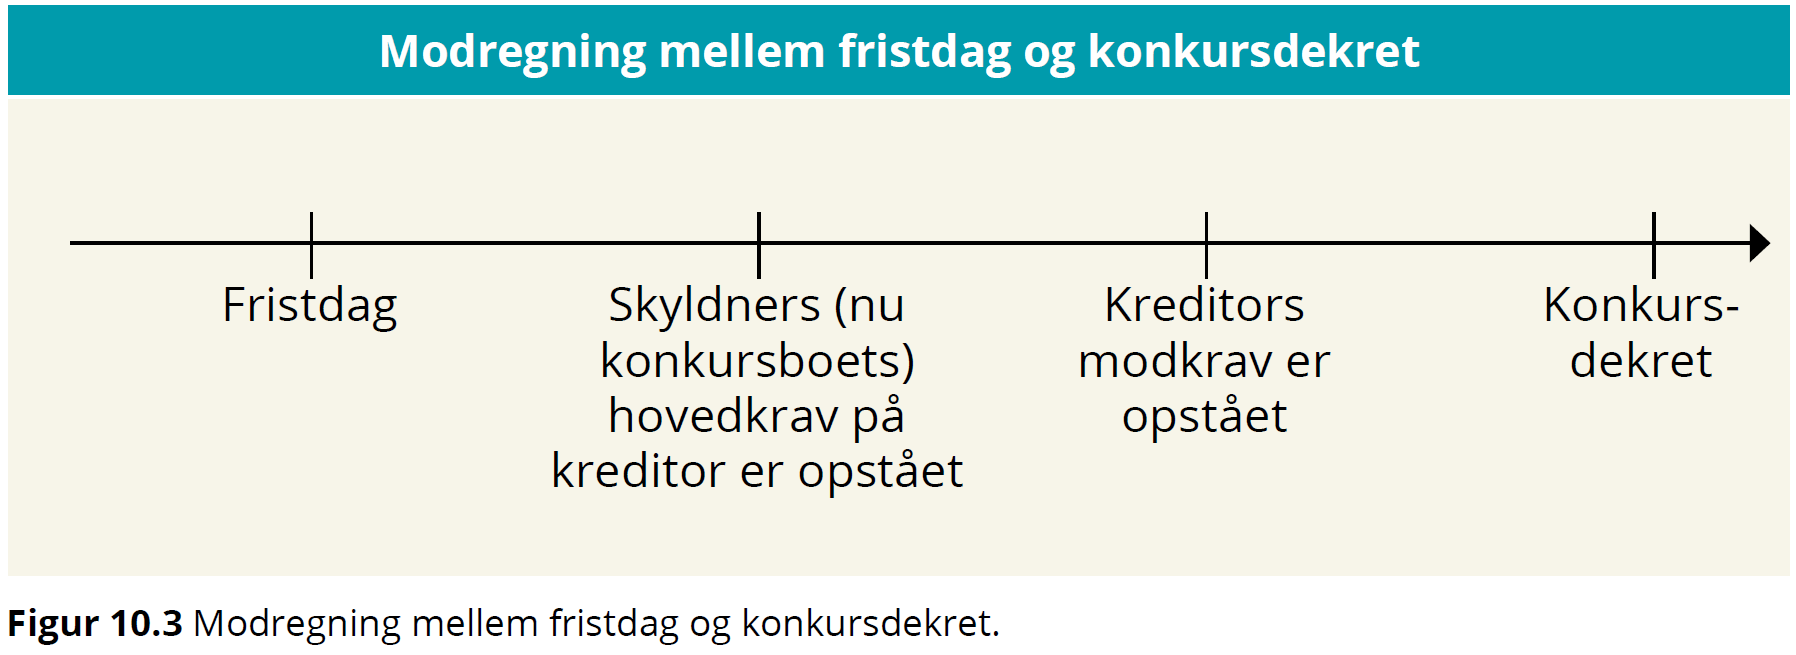 Modregning mellem fristdag og konkursdekret
Fristdag
Skyldners (nu
konkursboets)
hovedkrav på
kreditor er opstået
Kreditors
modkrav er
opstået
Konkurs-
dekret
Figur 10.3 Modregning mellem fristdag og konkursdekret.